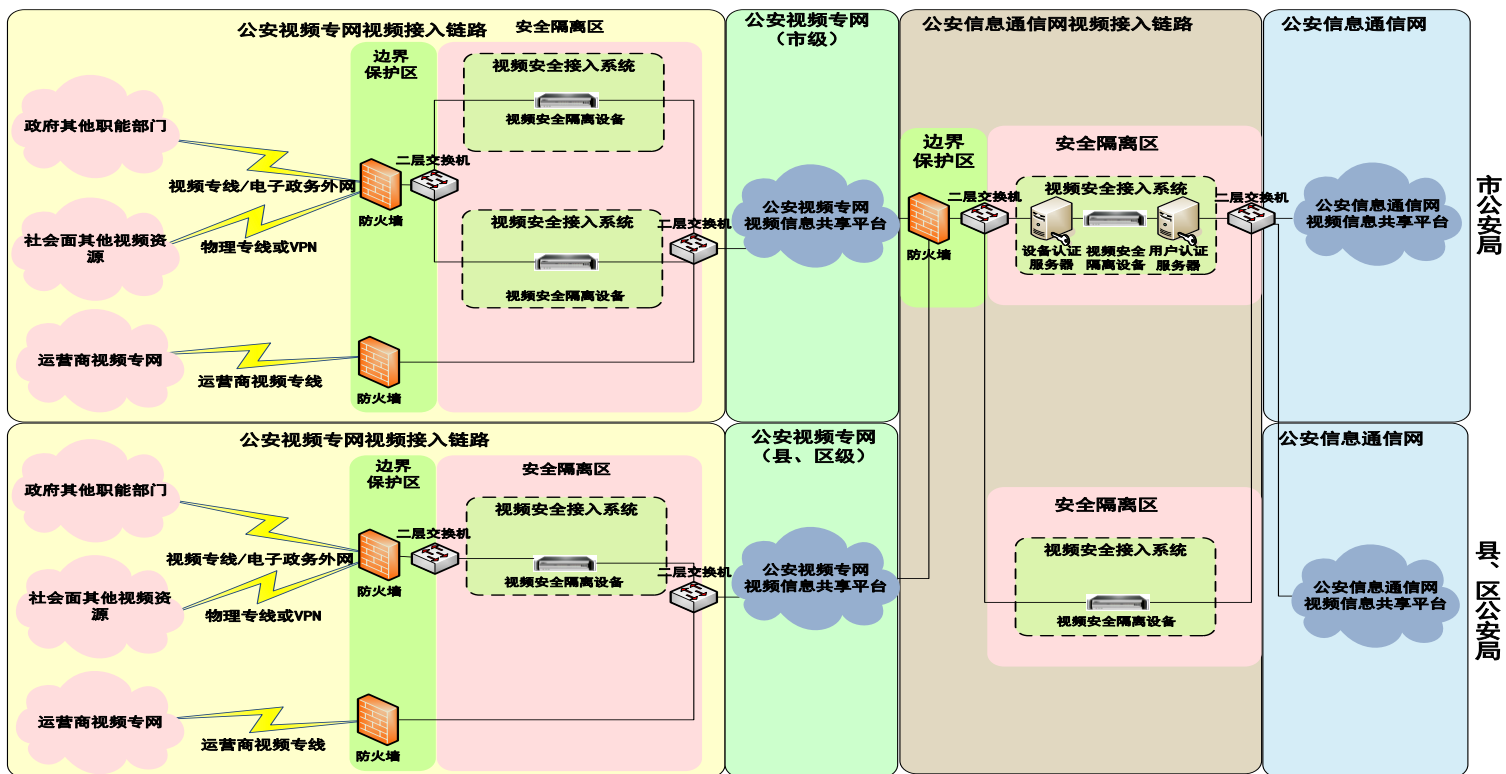 公安视频专网视频接入链路
安全隔离区
边界
保护区
视频安全接入系统
视频安全隔离设备
政府其他职能部门
二层交换机
视频专线/电子政务外网
防火墙
社会面其他视频资
源
物理专线或VPN
视频安全接入系统
视频安全隔离设备
二层交换机
运营商视频专网
运营商视频专线
防火墙
公安视频专网
（市级）
公安视频专网
视频信息共享平台
公安信息通信网视频接入链路
边界
保护区
防火墙
安全隔离区
二层交换机
视频安全接入系统
设备认证
服务器
视频安全
隔离设备
用户认证
服务器
二层交换机
公安信息通信网
公安信息通信网
视频信息共享平台
市公安局
公安视频专网视频接入链路
安全隔离区
边界
保护区
视频安全接入系统
视频安全隔离设备
政府其他职能部门
二层交换机
视频专线/电子政务外网
防火墙
社会面其他视频资
源
物理专线或VPN
二层交换机
运营商视频专网
运营商视频专线
防火墙
公安视频专网
（县、区级）
公安视频专网
视频信息共享平台
安全隔离区
视频安全接入系统
视频安全隔离设备
公安信息通信网
公安信息通信网
视频信息共享平台
县、区公安局